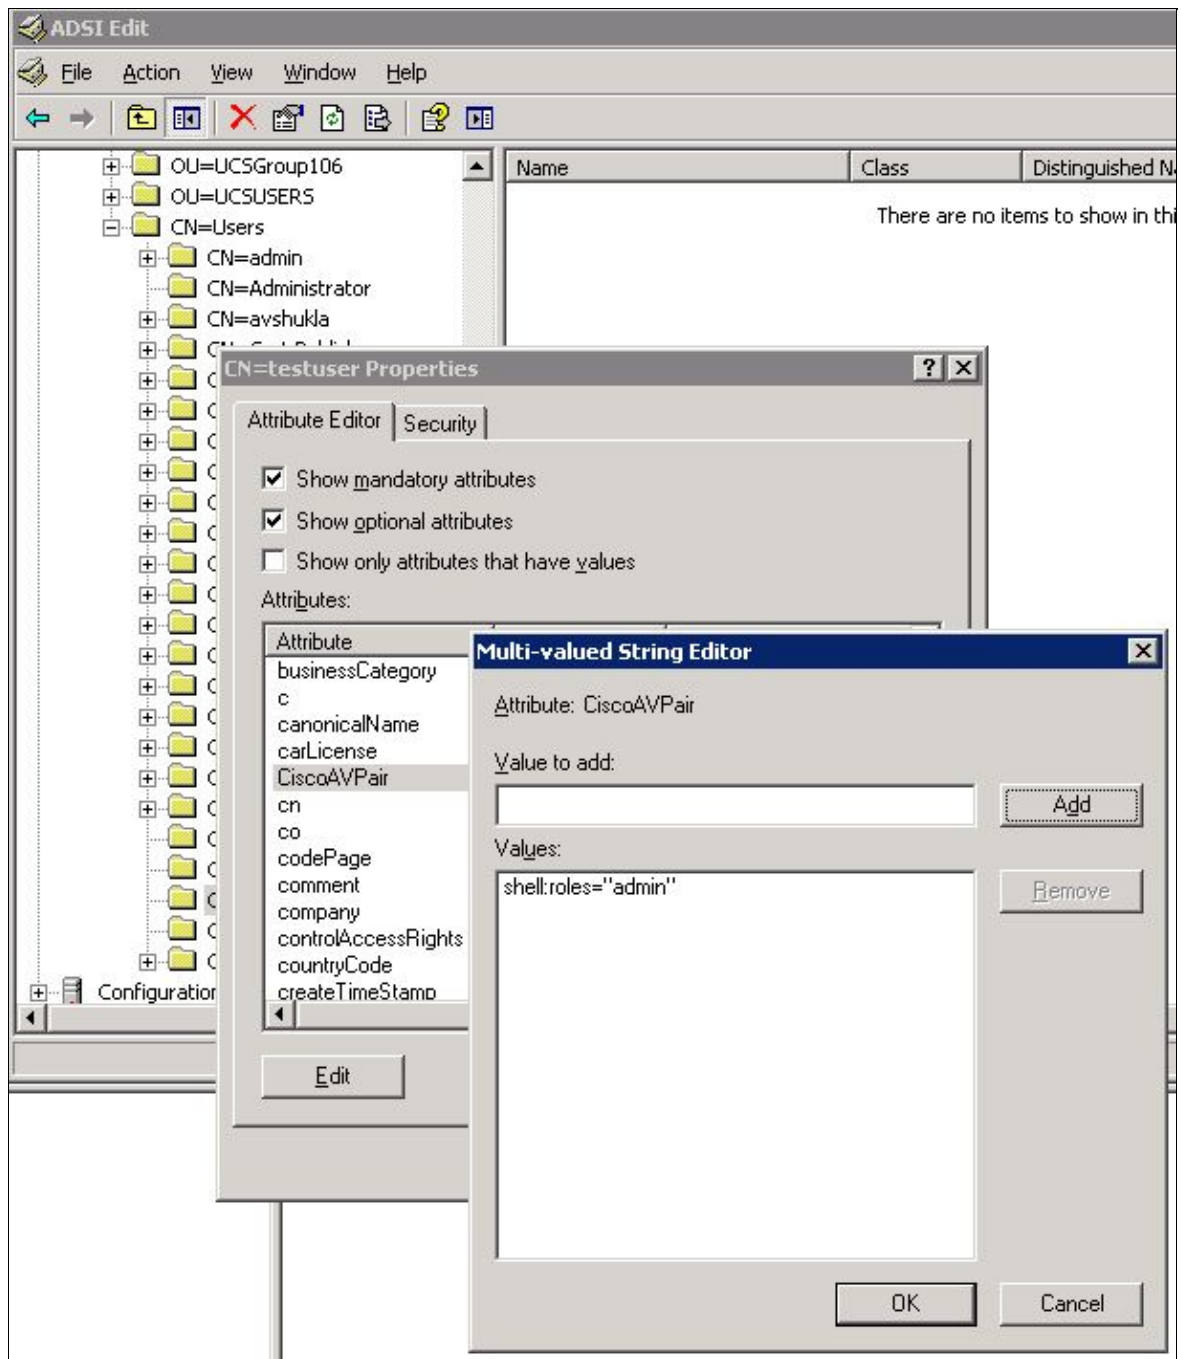 ADSI Edit
File Action View Window Help
OU=UCSGroup106
OU=UCSUSERS
CN=Users
CN=admin
CN=Administrator
CN=avshukla
Configuration
Name Class Distinguished
There are no items to show in
CN=testuser Properties
Attribute Editor Security
Show mandatory attributes
Show optional attributes
Show only attributes that have values
Attributes:
Attribute
businessCategory
c
canonicalName
carLicense
CiscoAVPair
cn
co
codePage
comment
company
controlAccessRights
countryCode
createTimeStamp
Edit
Multi-valued String Editor
Attribute: CiscoAVPair
Value to add:
Add
Values:
shell:roles="admin"
Remove
OK Cancel